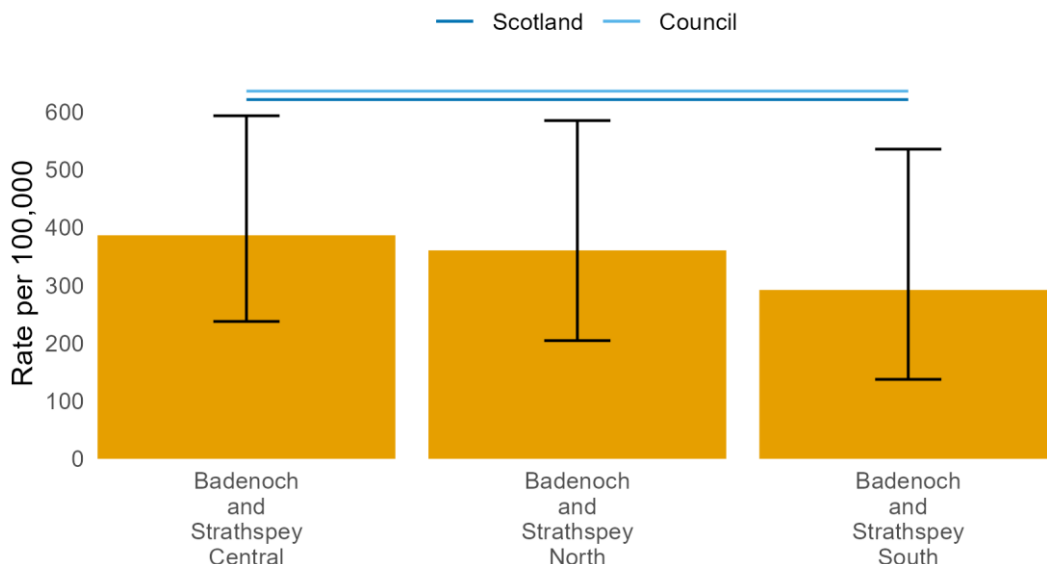 Scotland Council
Rate per 100,000
600
500
400
300
200
100
0
Badenoch
and
Strathspey
Central
Badenoch
and
Strathspey
North
Badenoch
and
Strathspey
South